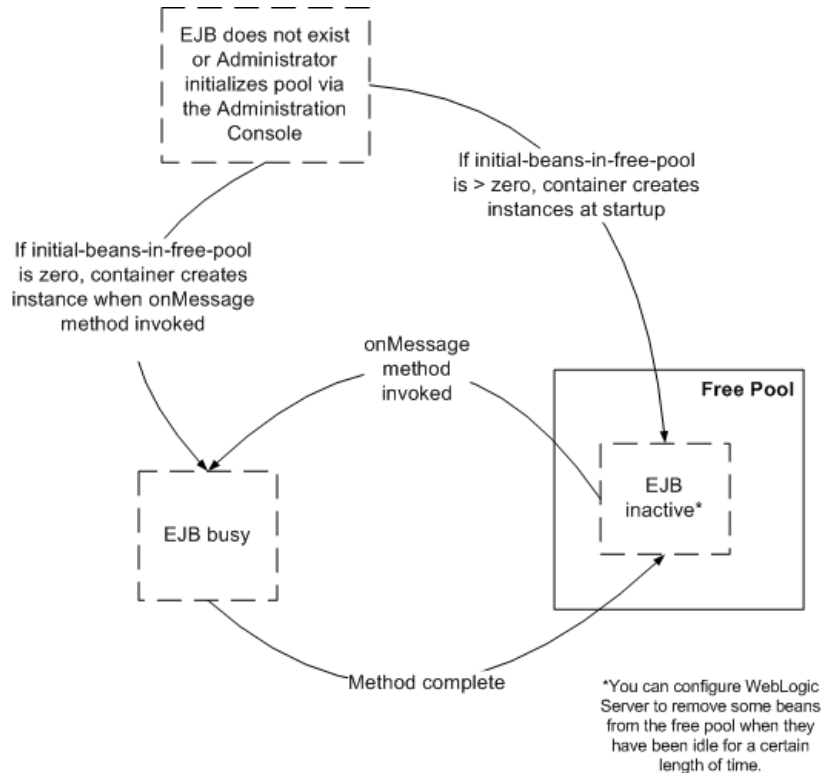 EJB does not exist
or Administrator
initializes pool via
the Administration
Console
If initial-beans-in-free-pool
is > zero, container creates
instances at startup
If initial-beans-in-free-pool
is zero, container creates
instance when onMessage
method invoked
onMessage
method
invoked
Free Pool
EJB
inactive*
EJB busy
Method complete
*You can configure WebLogic
Server to remove some beans
from the free pool when they
have been idle for a certain
length of time.